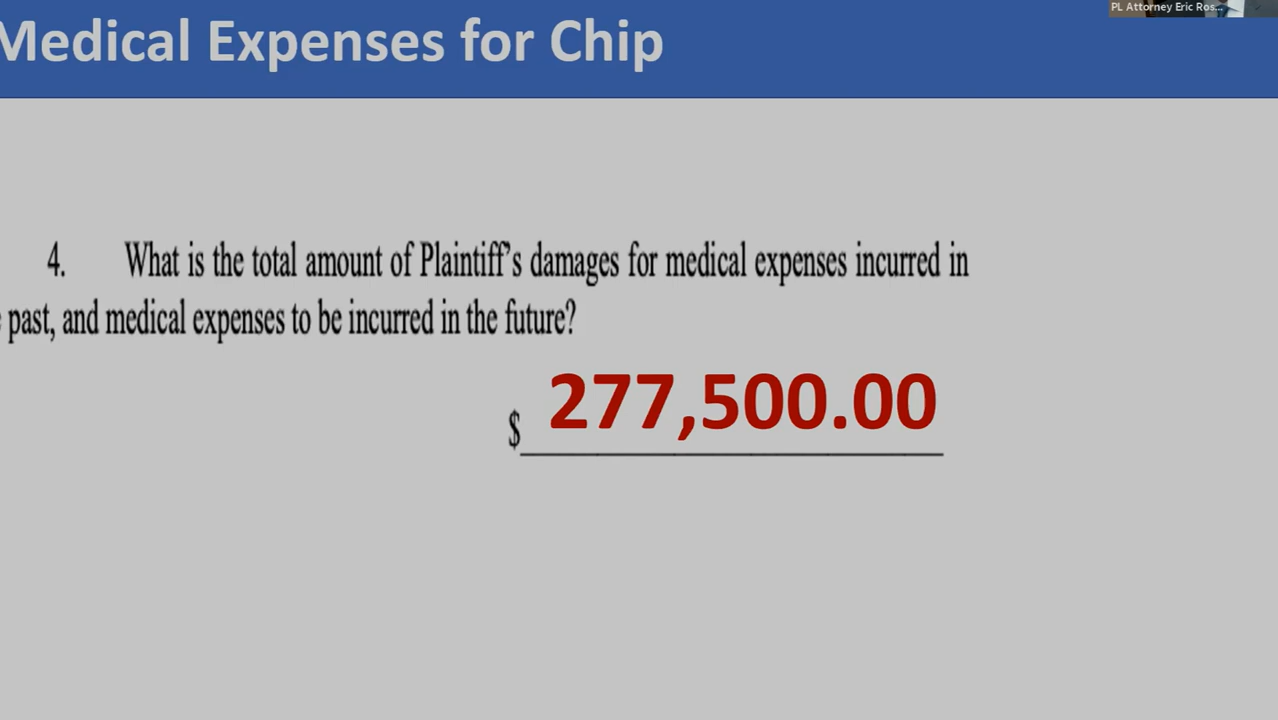 PL Attorney Eric Ros...
Medical Expenses for Chip
4. What is the total amount of Plaintiff's damages for medical expenses incurred in
past, and medical expenses to be incurred in the future?
$ 277,500.00